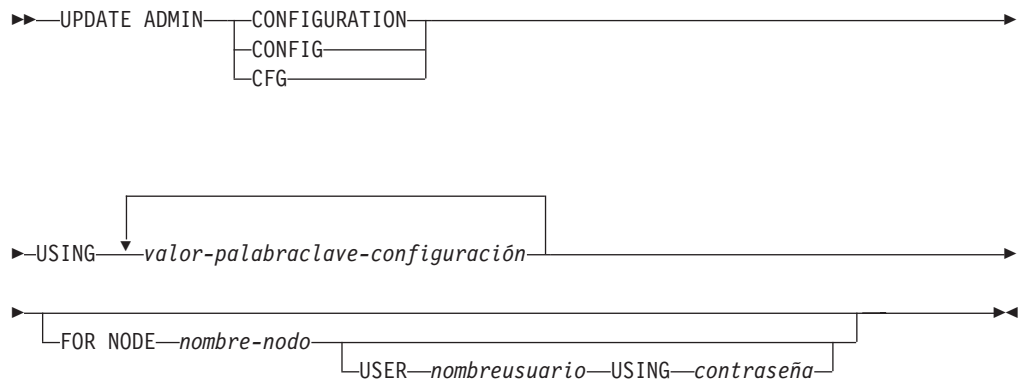 UPDATE ADMIN CONFIGURATION
CONFIG
CFG
USING valor-palabraclave-configuración
FOR NODE nombre-nodo
USER nombreusuario USING contraseña